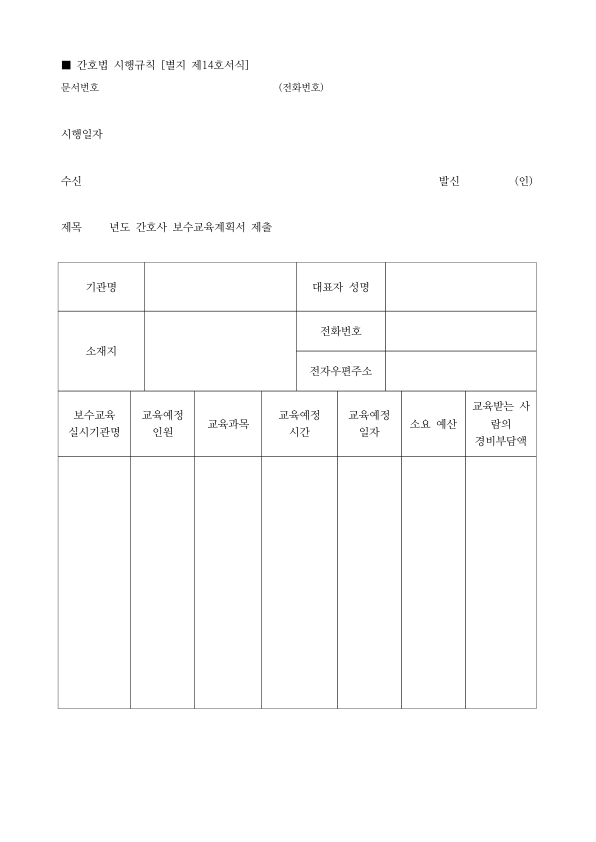 ■ 간호법 시행규칙 [별지 제14호서식]
문서번호 (전화번호)
시행일자
수신 발신 (인)
제목 년도 간호사 보수교육계획서 제출
기관명 대표자 성명
소재지 전화번호
전자우편주소
보수교육
실시기관명
교육예정
인원
교육과목
교육예정
시간
교육예정
일자
소요 예산
교육받는 사
람의
경비부담액